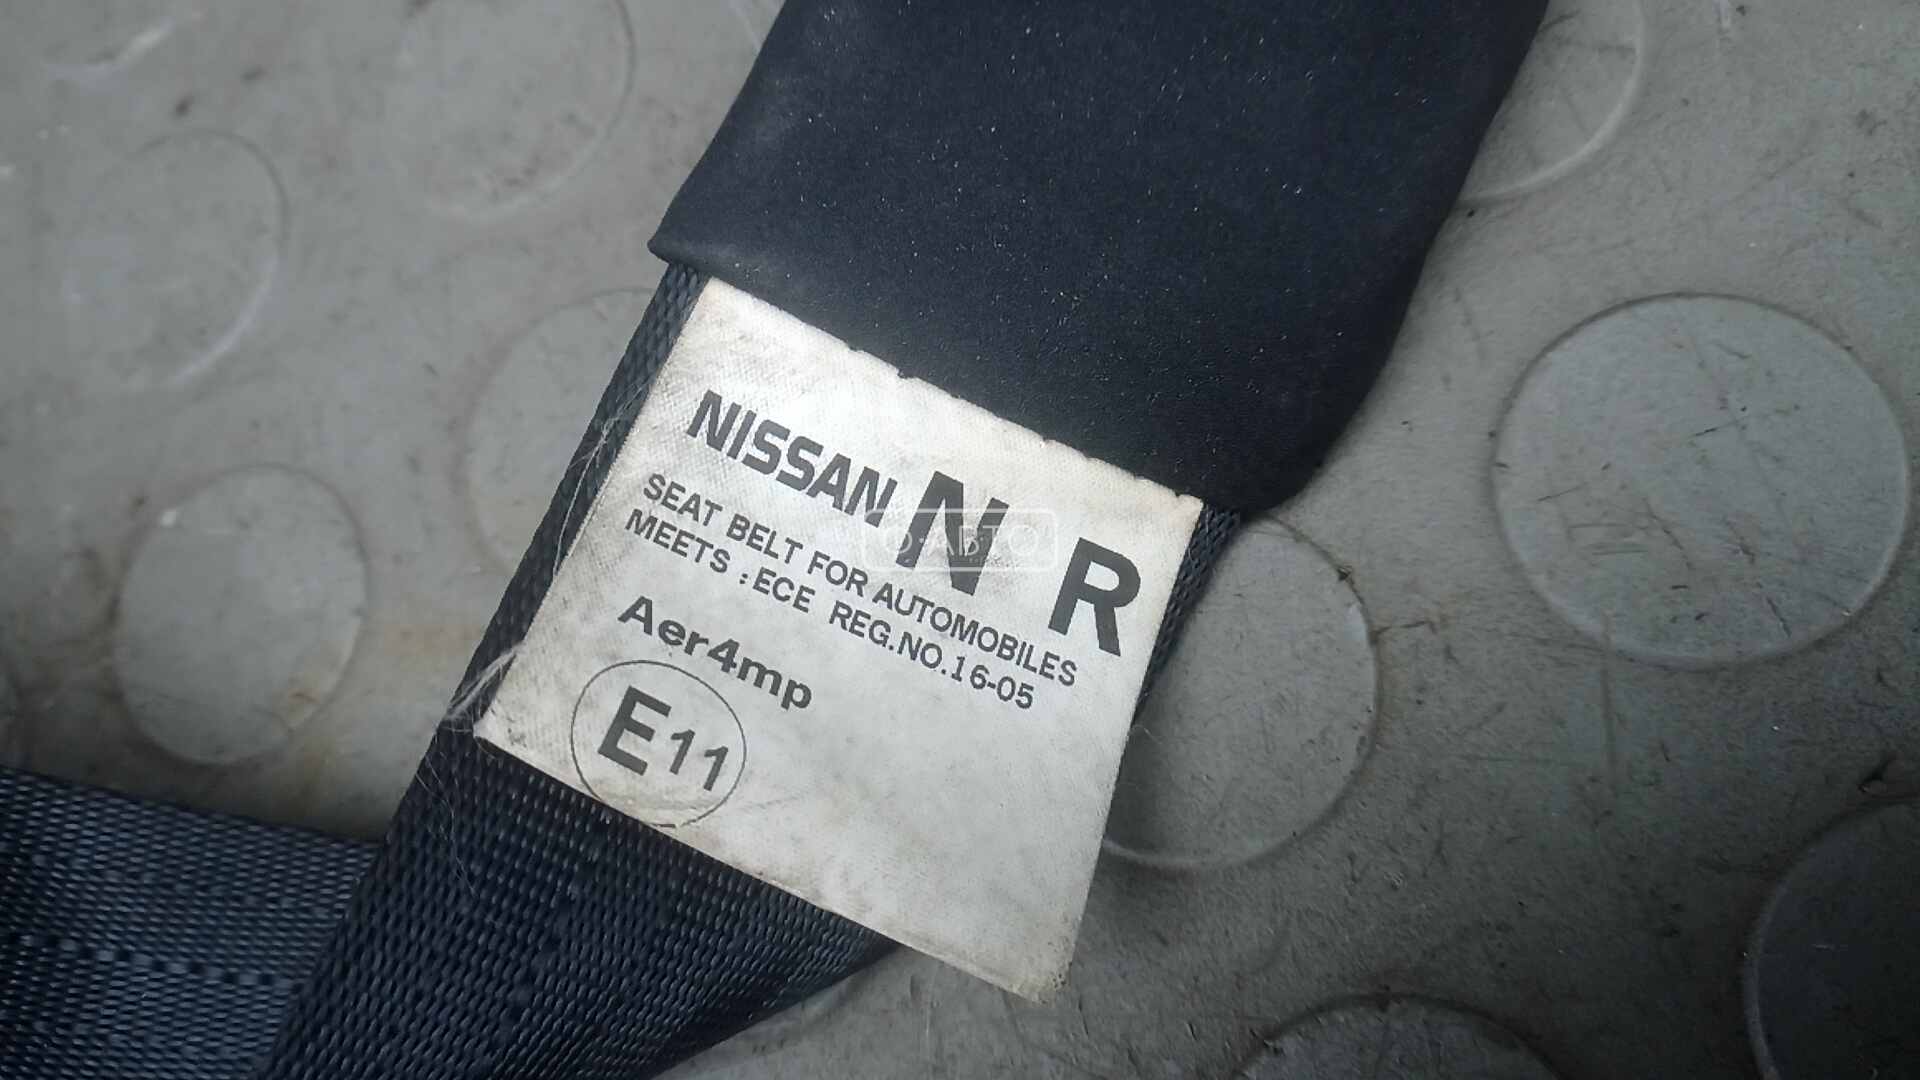 NISSAN N R
SEAT BELT FOR AUTOMOBILES
MEETS :ECE REG.NO.16-05
Aer4mp
E11